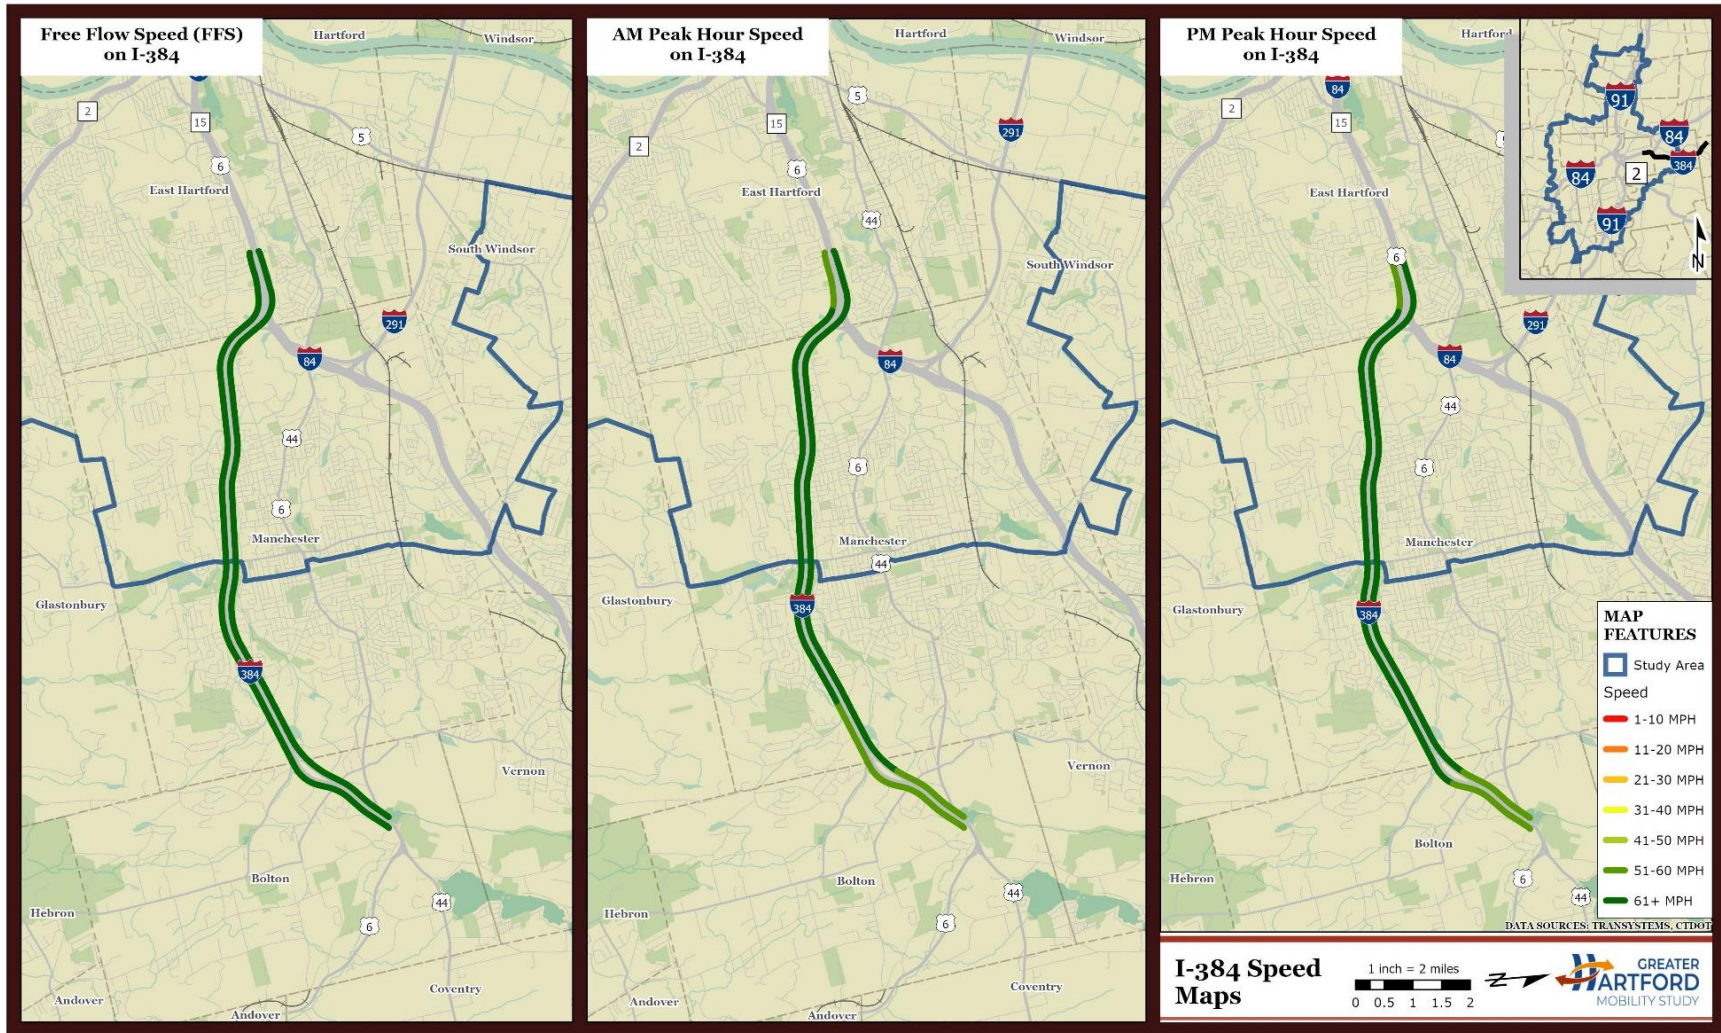 Free Flow Speed (FFS)
on I-384
Hartford
Windsor
2
15
5
6
East Hartford
South Windsor
291
84
44
6
Manchester
Glastonbury
384
Vernon
Bolton
Hebron
44
6
Coventry
Andover
Andover
AM Peak Hour Speed
on I-384
Hartford
Windsor
5
291
15
2
6
East Hartford
44
South Windsor
84
6
Manchester
44
Glastonbury
384
Vernon
Bolton
44
Hebron
6
Coventry
Andover
Andover
PM Peak Hour Speed
on I-384
Hartford
84
2
15
East Hartford
6
291
84
44
6
Manchester
Glastonbury
384
Bolton
Hebron
6
44
91
84
384
2
84
91
N
MAP
FEATURES
Study Area
Speed
1-10 MPH
11-20 MPH
21-30 MPH
31-40 MPH
41-50 MPH
51-60 MPH
61+ MPH
DATA SOURCES: TRANSYSTEMS, CTDOT
I-384 Speed
Maps
1 inch = 2 miles
0 0.5 1 1.5 2
N
GREATER
HARTFORD
MOBILITY STUDY